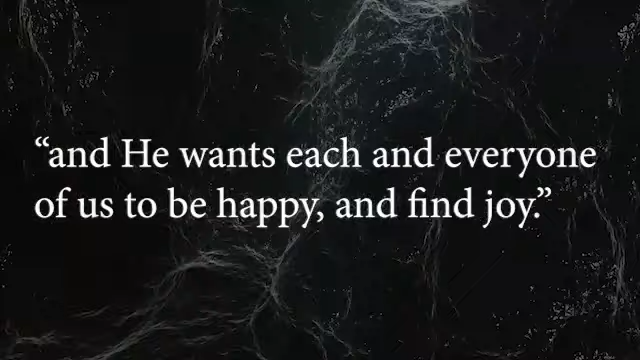 “and He wants each and everyone
of us to be happy, and find joy.”